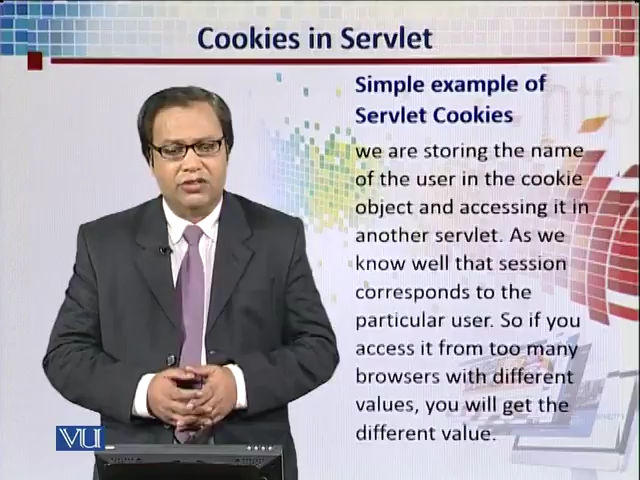 Cookies in Servlet
Simple example of
Servlet Cookies
http
we are storing the name
of the user in the cookie
object and accessing it in
another servlet. As we
know well that session
corresponds to the
particular user. So if you
access it from too many
browsers with different
values, you will get the
different value.
VU